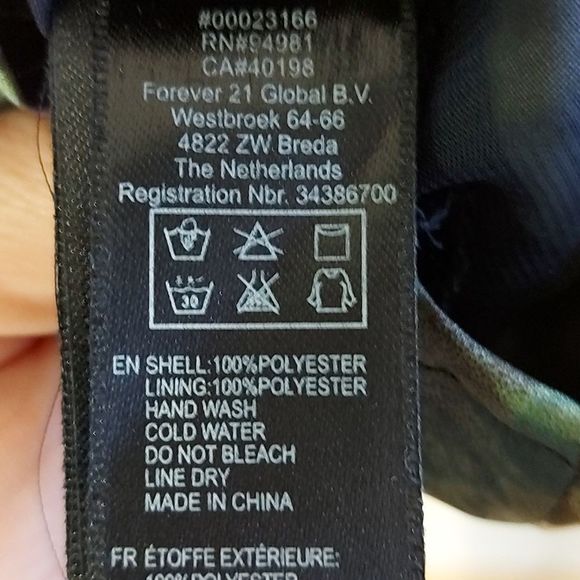 #00023166
RN#94981
CA#40198
Forever 21 Global B.V.
Westbroek 64-66
4822 ZW Breda
The Netherlands
Registration Nbr. 34386700
30
EN SHELL:100%POLYESTER
LINING:100%POLYESTER
HAND WASH
COLD WATER
DO NOT BLEACH
LINE DRY
MADE IN CHINA
FR ÉTOFFE EXTÉRIEURE:
100%POLYESTER